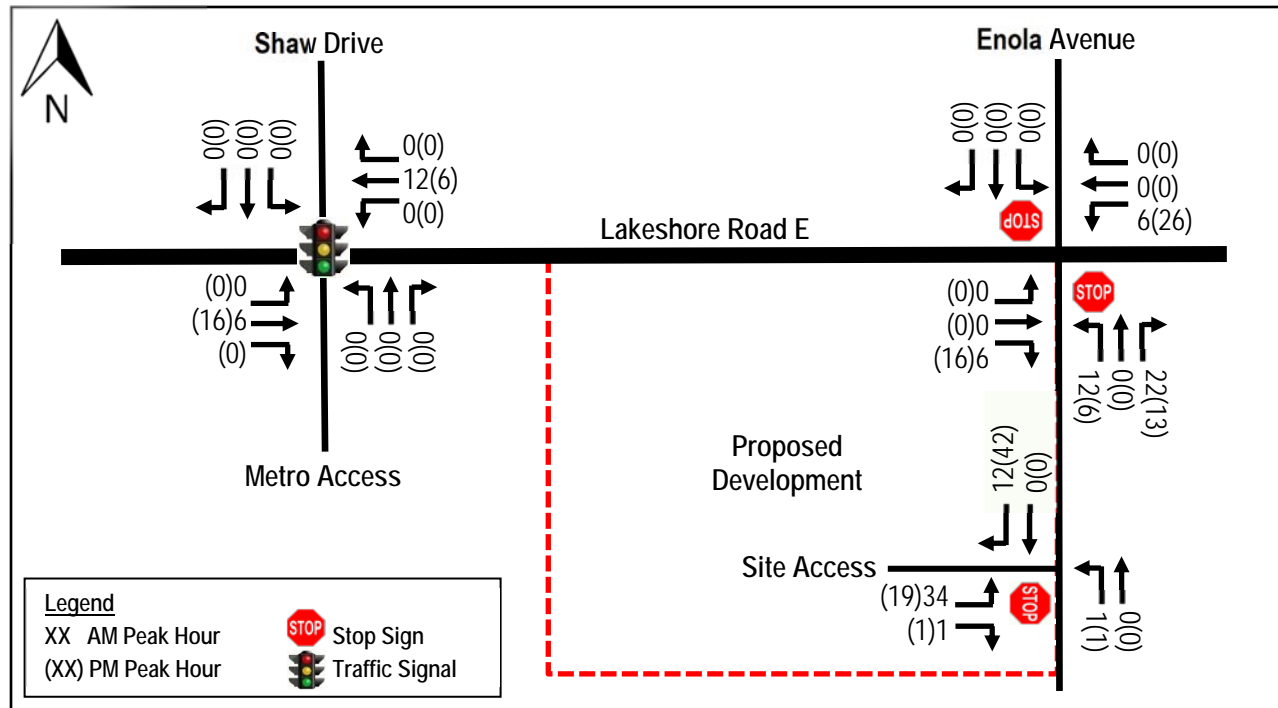 Shaw Drive
Enola Avenue
N
0(0)
0(0)
0(0)
0(0)
12(6)
0(0)
0(0)
0(0)
0(0)
STOP
0(0)
0(0)
6(26)
Lakeshore Road E
(0)0
(16)6
(0)
0(0)
0(0)
0(0)
(0)0
(0)0
(16)6
STOP
12(6)
0(0)
22(13)
Metro Access
Proposed
Development
12(42)
0(0)
Site Access
(19)34
(1)1
STOP
1(1)
0(0)
Legend
XX AM Peak Hour
(XX) PM Peak Hour
STOP Stop Sign
Traffic Signal